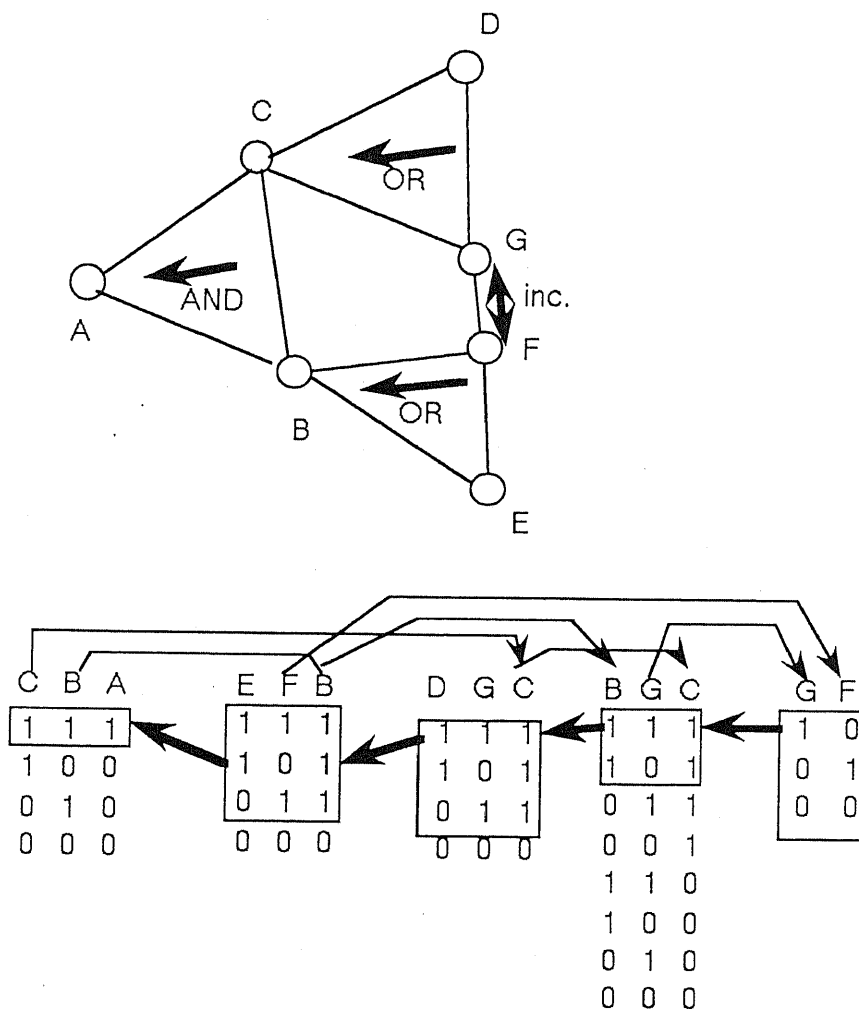 D
C
OR
G
AND
inc.
A
F
B
OR
E
C B A E F B D G C B G C G F
1 1 1 1 1 1 1 1 1 1 1 1 1 0
1 0 0 1 0 1 1 0 1 1 0 1 0 1
0 1 0 0 1 1 0 1 1 0 1 1 0 0
0 0 0 0 0 0 0 0 0 0 0 1
1 1 0
1 0 0
0 1 0
0 0 0